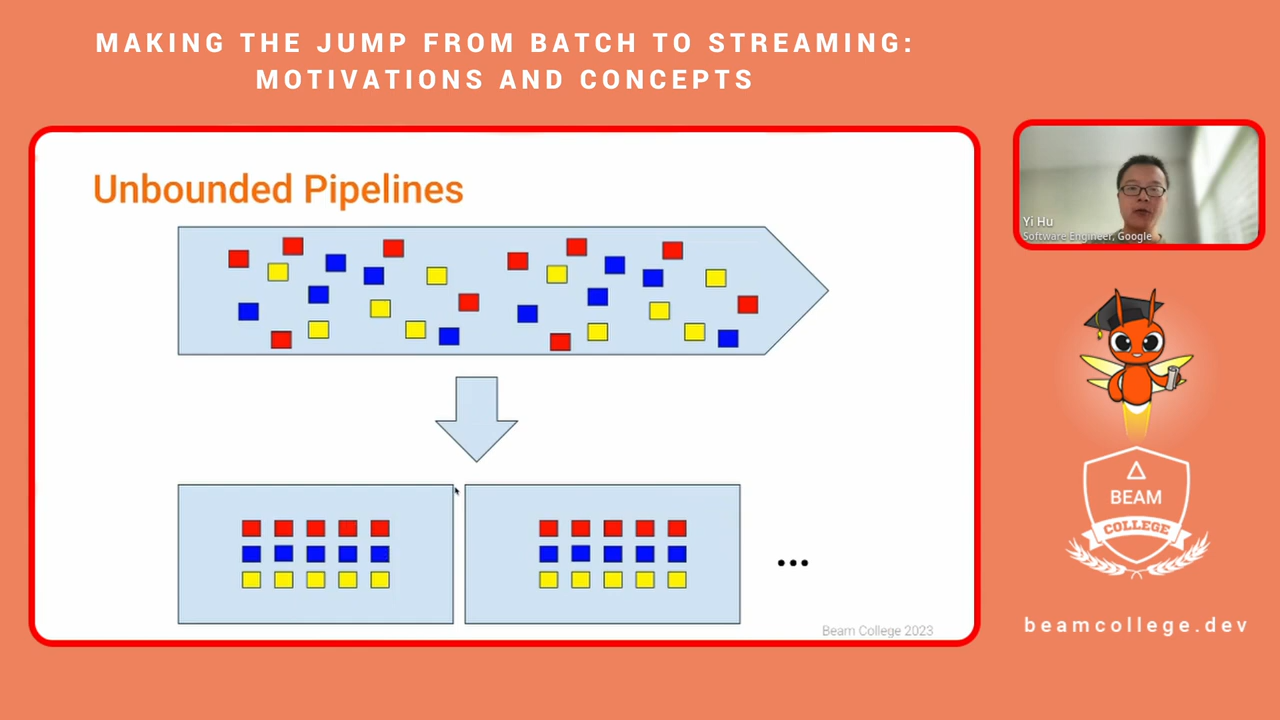 MAKING THE JUMP FROM BATCH TO STREAMING:
MOTIVATIONS AND CONCEPTS
Unbounded Pipelines
Beam College 2023
Yi Hu
Software Engineer, Google
BEAM
COLLEGE
beamcollege.dev